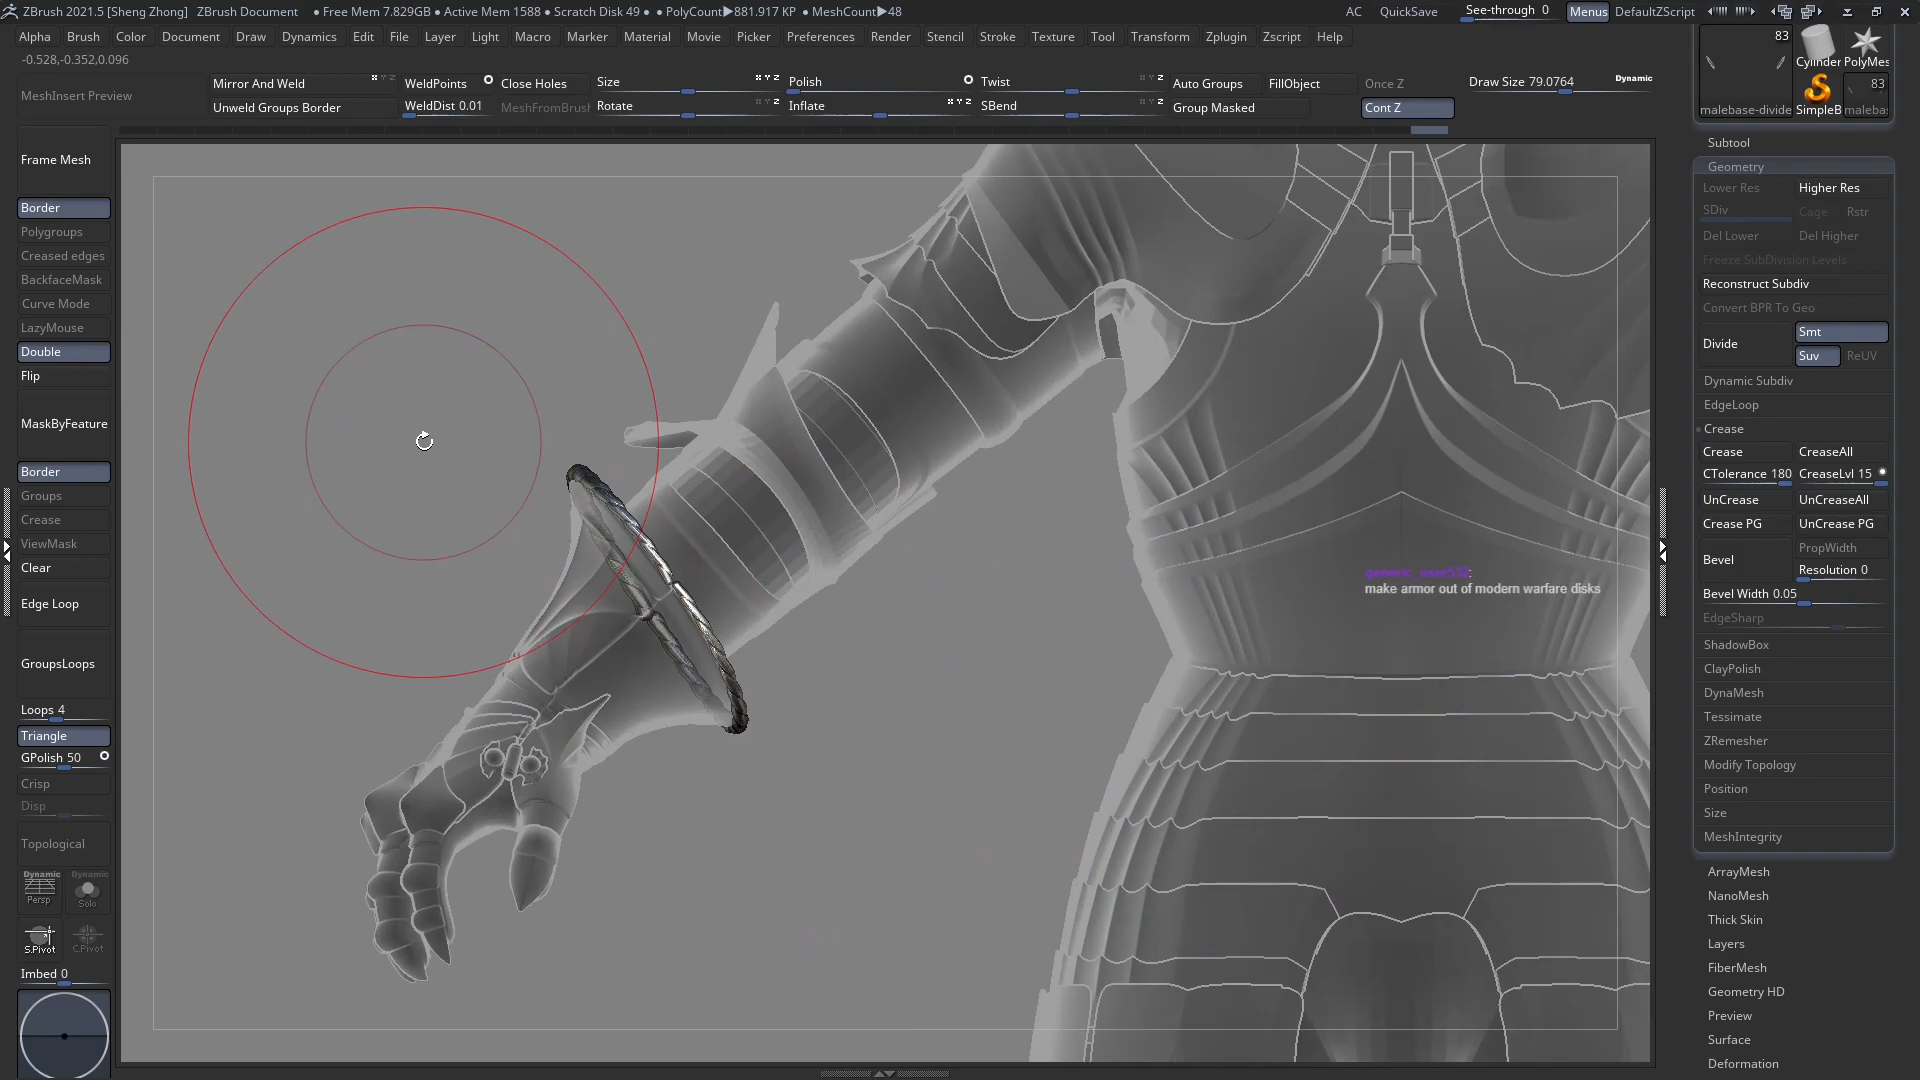 ZBrush 2021.5 [Sheng Zhong] ZBrush Document • Free Mem 7.829GB • Active Mem 1588 • Scratch Disk 49 • • PolyCount▶881.917 KP • MeshCount▶48 AC QuickSave See-through 0 Menus DefaultZScript
Alpha Brush Color Document Draw Dynamics Edit File Layer Light Macro Marker Material Movie Picker Preferences Render Stencil Stroke Texture Tool Transform Zplugin Zscript Help
-0.528,-0.352,0.096
MeshInsert Preview
Mirror And Weld WeldPoints Close Holes Size Polish Twist Auto Groups FillObject Once Z Draw Size 79.0764 Dynamic
Unweld Groups Border WeldDist 0.01 MeshFromBrus Rotate Inflate SBend Group Masked Cont Z
Frame Mesh
Border
Polygroups
Creased edges
BackfaceMask
Curve Mode
LazyMouse
Double
Flip
MaskByFeature
Border
Groups
Crease
ViewMask
Clear
Edge Loop
GroupsLoops
Loops 4
Triangle
GPolish 50
Crisp
Disp
Topological
Dynamic Dynamic
Persp Solo
S.Pivot C.Pivot
Imbed 0
generic_user532:
make armor out of modern warfare disks
83
Cylinder PolyMes
83
malebase-divide SimpleB maleba
Subtool
Geometry
Lower Res Higher Res
SDiv Cage Rstr
Del Lower Del Higher
Freeze SubDivision Levels
Reconstruct Subdiv
Convert BPR To Geo
Divide Smt
Suv ReUV
Dynamic Subdiv
EdgeLoop
Crease
Crease CreaseAll
CTolerance 180 CreaseLvl 15
UnCrease UnCreaseAll
Crease PG UnCrease PG
Bevel PropWidth
Resolution 0
Bevel Width 0.05
EdgeSharp
ShadowBox
ClayPolish
DynaMesh
Tessimate
ZRemesher
Modify Topology
Position
Size
MeshIntegrity
ArrayMesh
NanoMesh
Thick Skin
Layers
FiberMesh
Geometry HD
Preview
Surface
Deformation